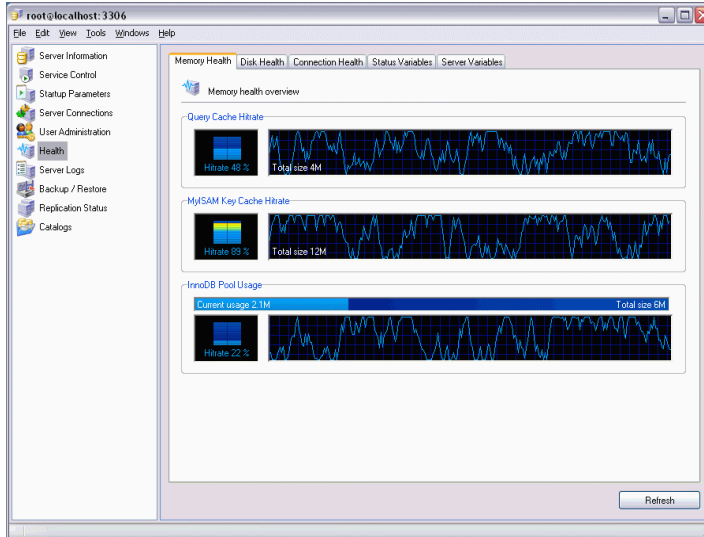 root@localhost:3306
File Edit View Tools Windows Help
Server Information
Service Control
Startup Parameters
Server Connections
User Administration
Health
Server Logs
Backup / Restore
Replication Status
Catalogs
Memory Health Disk Health Connection Health Status Variables Server Variables
Memory health overview
Query Cache Hitrate
Hitrate 48 % Total size 4M
MyISAM Key Cache Hitrate
Hitrate 89 % Total size 12M
InnoDB Pool Usage
Current usage 2.1M Total size 6M
Hitrate 22 %
Refresh